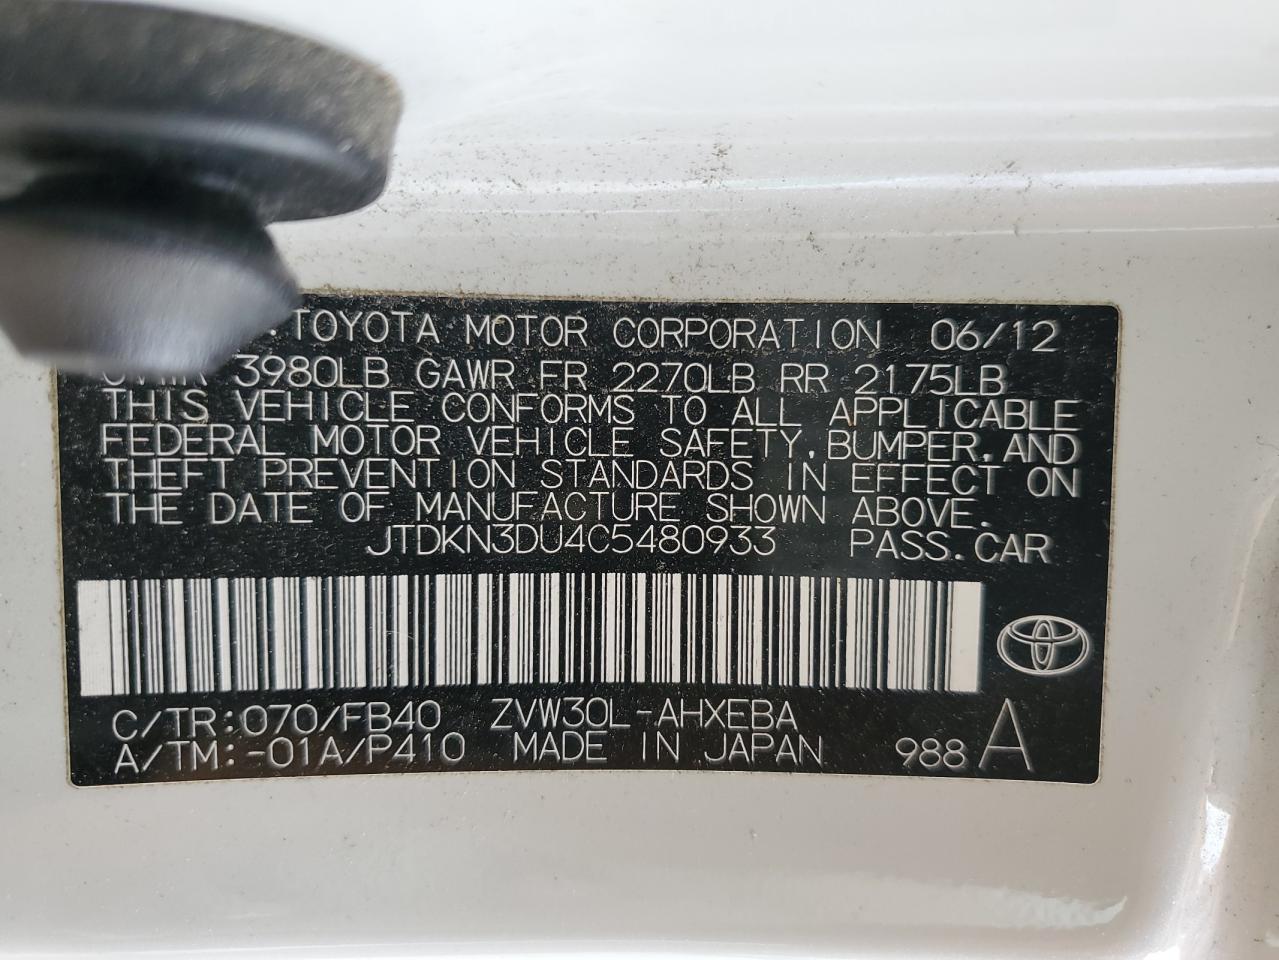 TOYOTA MOTOR CORPORATION 06/12
3980LB GAWR FR 2270LB RR 2175LB
THIS VEHICLE CONFORMS TO ALL APPLICABLE
FEDERAL MOTOR VEHICLE SAFETY,BUMPER,AND
THEFT PREVENTION STANDARDS IN EFFECT ON
THE DATE OF MANUFACTURE SHOWN ABOVE.
JTDKN3DU4C5480933 PASS.CAR
C/TR:070/FB40 ZVW30L-AHXEBA
A/TM:-01A/P410 MADE IN JAPAN 988 A